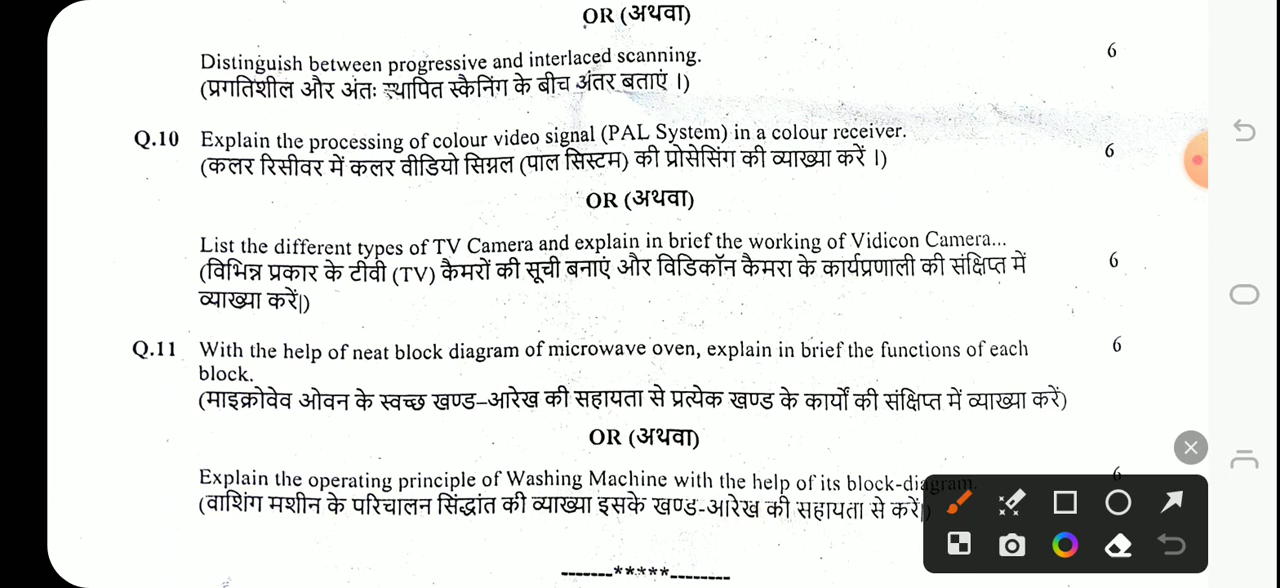 OR (अथवा)
Distinguish between progressive and interlaced scanning. 6
(प्रगतिशील और अंतः स्थापित स्कैनिंग के बीच अंतर बताएं ।)
Q.10 Explain the processing of colour video signal (PAL System) in a colour receiver. 6
(कलर रिसीवर में कलर वीडियो सिग्नल (पाल सिस्टम) की प्रोसेसिंग की व्याख्या करें ।)
OR (अथवा)
List the different types of TV Camera and explain in brief the working of Vidicon Camera... 6
(विभिन्न प्रकार के टीवी (TV) कैमरों की सूची बनाएं और विडिकॉन कैमरा के कार्यप्रणाली की संक्षिप्त में
व्याख्या करें|)
Q.11 With the help of neat block diagram of microwave oven, explain in brief the functions of each 6
block.
(माइक्रोवेव ओवन के स्वच्छ खण्ड–आरेख की सहायता से प्रत्येक खण्ड के कार्यों की संक्षिप्त में व्याख्या करें)
OR (अथवा)
Explain the operating principle of Washing Machine with the help of its block-diagram. 6
(वाशिंग मशीन के परिचालन सिंद्धांत की व्याख्या इसके खण्ड-आरेख की सहायता से करें|)
-------*****--------